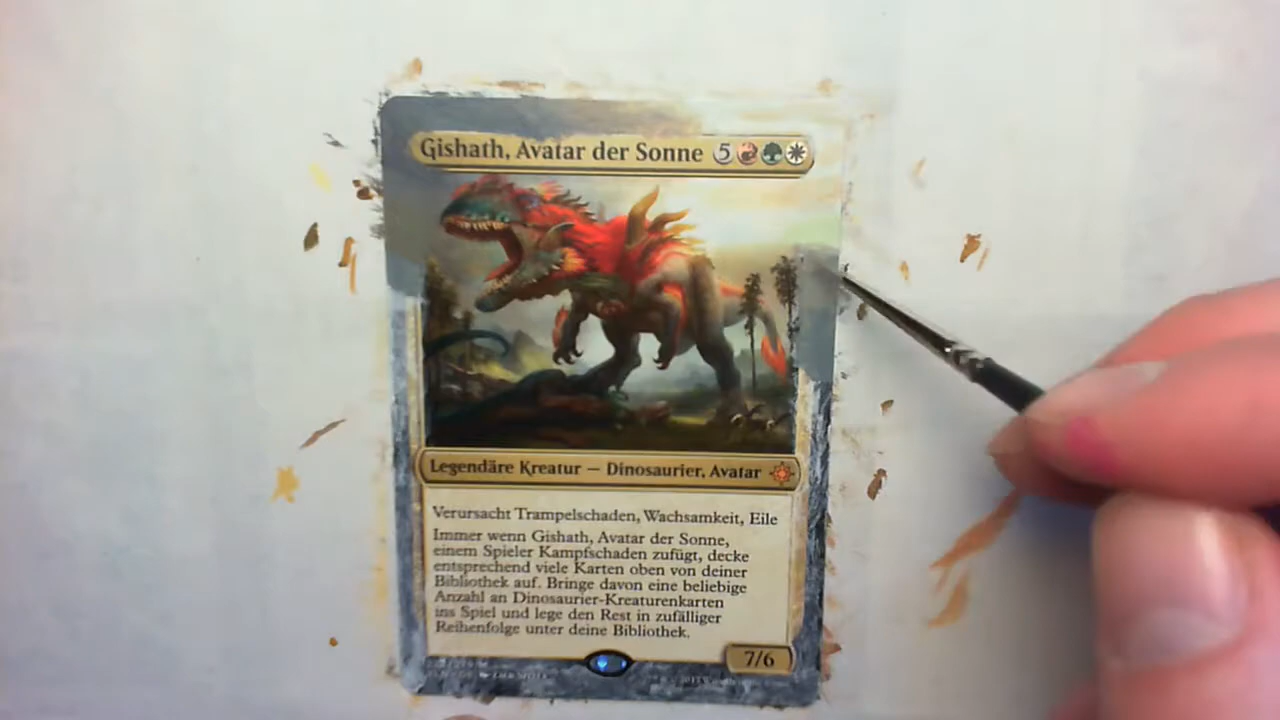 Gishath, Avatar der Sonne 5
Legendäre Kreatur — Dinosaurier, Avatar
Verursacht Trampelschaden, Wachsamkeit, Eile
Immer wenn Gishath, Avatar der Sonne,
einem Spieler Kampfschaden zufügt, decke
entsprechend viele Karten oben von deiner
Bibliothek auf. Bringe davon eine beliebige
Anzahl an Dinosaurier-Kreaturenkarten
ins Spiel und lege den Rest in zufälliger
Reihenfolge unter deine Bibliothek.
7/6